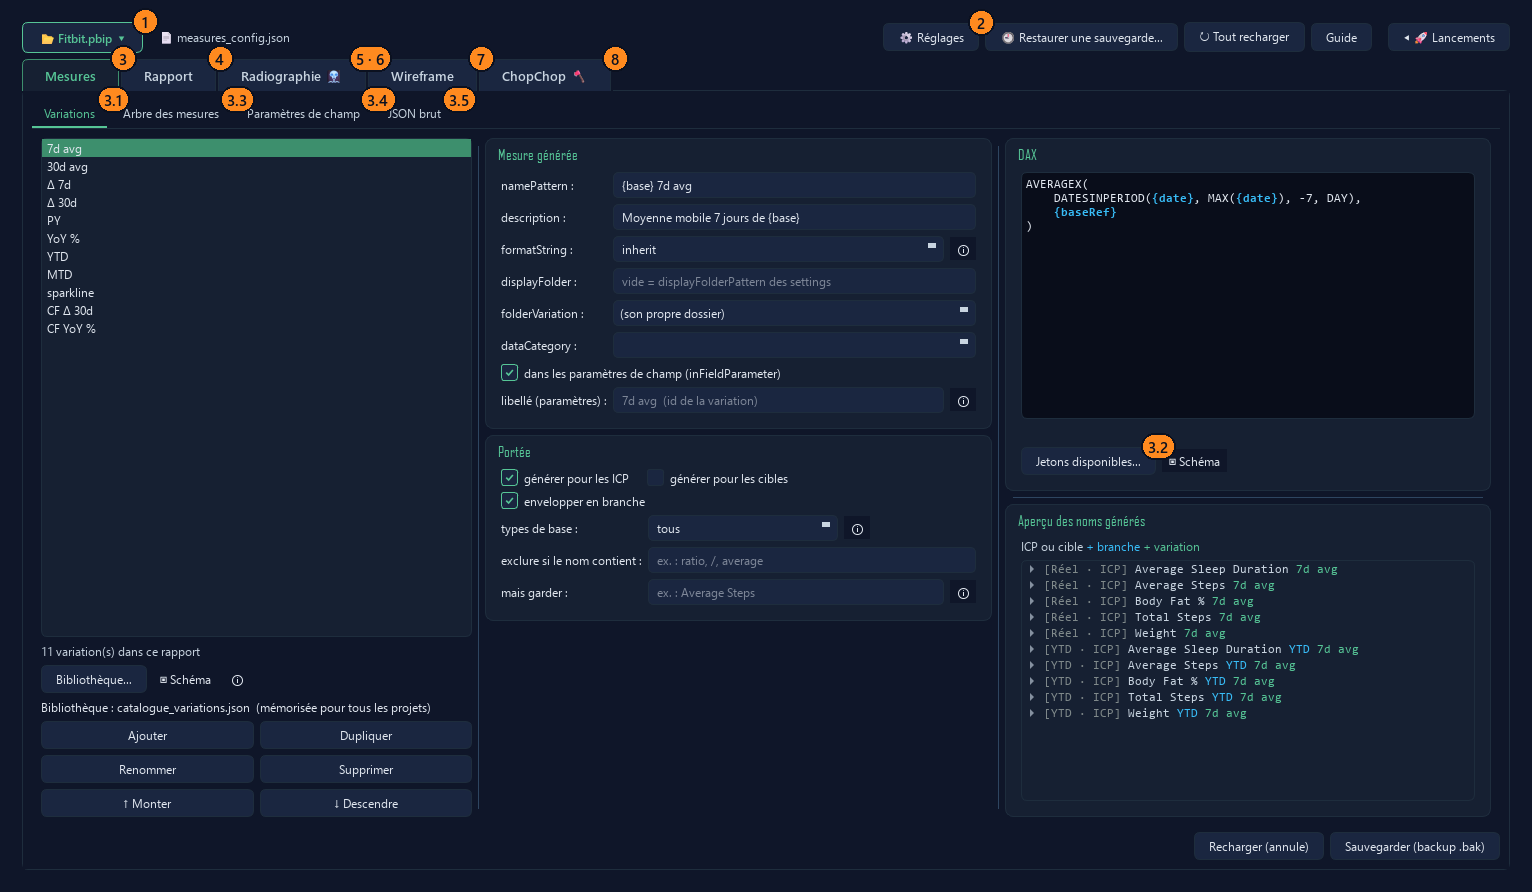 1
2
Fitbit.pbip ▾
measures_config.json
Réglages
Restaurer une sauvegarde...
↻ Tout recharger
Guide
◂ 🚀 Lancements
3
4
5 · 6
7
8
Mesures
Rapport
Radiographie
Wireframe
ChopChop
3.1
3.3
3.4
3.5
Variations
Arbre des mesures
Paramètres de champ
JSON brut
7d avg
30d avg
Δ 7d
Δ 30d
PY
YoY %
YTD
MTD
sparkline
CF Δ 30d
CF YoY %
11 variation(s) dans ce rapport
Bibliothèque...
▣ Schéma
Bibliothèque : catalogue_variations.json (mémorisée pour tous les projets)
Ajouter
Dupliquer
Renommer
Supprimer
↑ Monter
↓ Descendre
Mesure générée
namePattern :
{base} 7d avg
description :
Moyenne mobile 7 jours de {base}
formatString :
inherit
displayFolder :
vide = displayFolderPattern des settings
folderVariation :
(son propre dossier)
dataCategory :
dans les paramètres de champ (inFieldParameter)
libellé (paramètres) :
7d avg (id de la variation)
Portée
générer pour les ICP
générer pour les cibles
envelopper en branche
types de base :
tous
exclure si le nom contient :
ex. : ratio, /, average
mais garder :
ex. : Average Steps
DAX
AVERAGEX(
DATESINPERIOD({date}, MAX({date}), -7, DAY),
{baseRef}
)
3.2
Jetons disponibles...
▣ Schéma
Aperçu des noms générés
ICP ou cible + branche + variation
[Réel · ICP] Average Sleep Duration 7d avg
[Réel · ICP] Average Steps 7d avg
[Réel · ICP] Body Fat % 7d avg
[Réel · ICP] Total Steps 7d avg
[Réel · ICP] Weight 7d avg
[YTD · ICP] Average Sleep Duration YTD 7d avg
[YTD · ICP] Average Steps YTD 7d avg
[YTD · ICP] Body Fat % YTD 7d avg
[YTD · ICP] Total Steps YTD 7d avg
[YTD · ICP] Weight YTD 7d avg
Recharger (annule)
Sauvegarder (backup .bak)